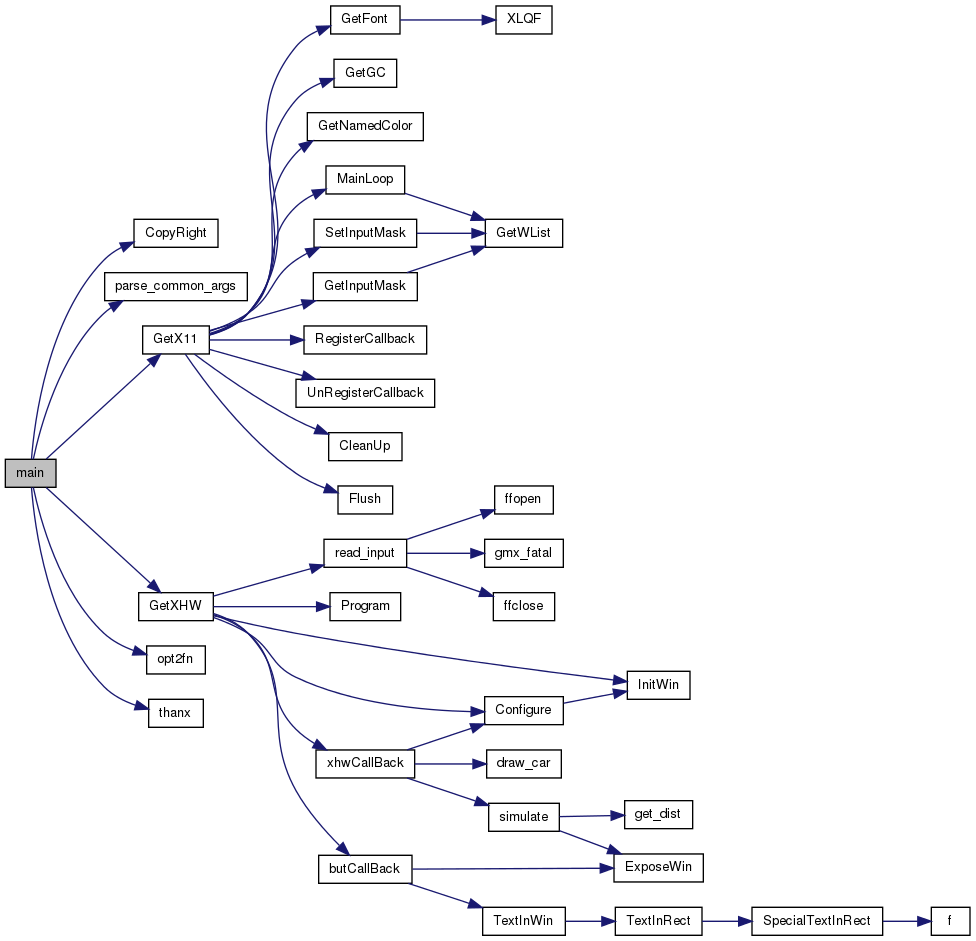 GetFont
XLQF
GetGC
GetNamedColor
MainLoop
CopyRight
SetInputMask
GetWList
parse_common_args
GetInputMask
GetX11
RegisterCallback
UnRegisterCallback
CleanUp
main
Flush
ffopen
read_input
gmx_fatal
GetXHW
Program
ffclose
opt2fn
InitWin
thanx
Configure
xhwCallBack
draw_car
simulate
get_dist
butCallBack
ExposeWin
TextInWin
TextInRect
SpecialTextInRect
f